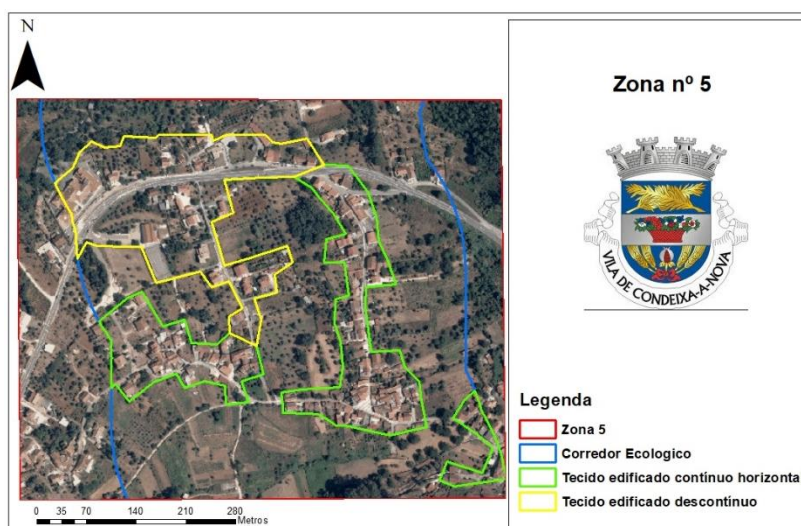 N
Zona nº 5
VILA DE CONDEIXA-A-NOVA
Legenda
Zona 5
Corredor Ecologico
Tecido edificado contínuo horizonta
Tecido edificado descontínuo
0 35 70 140 210 280
Metros